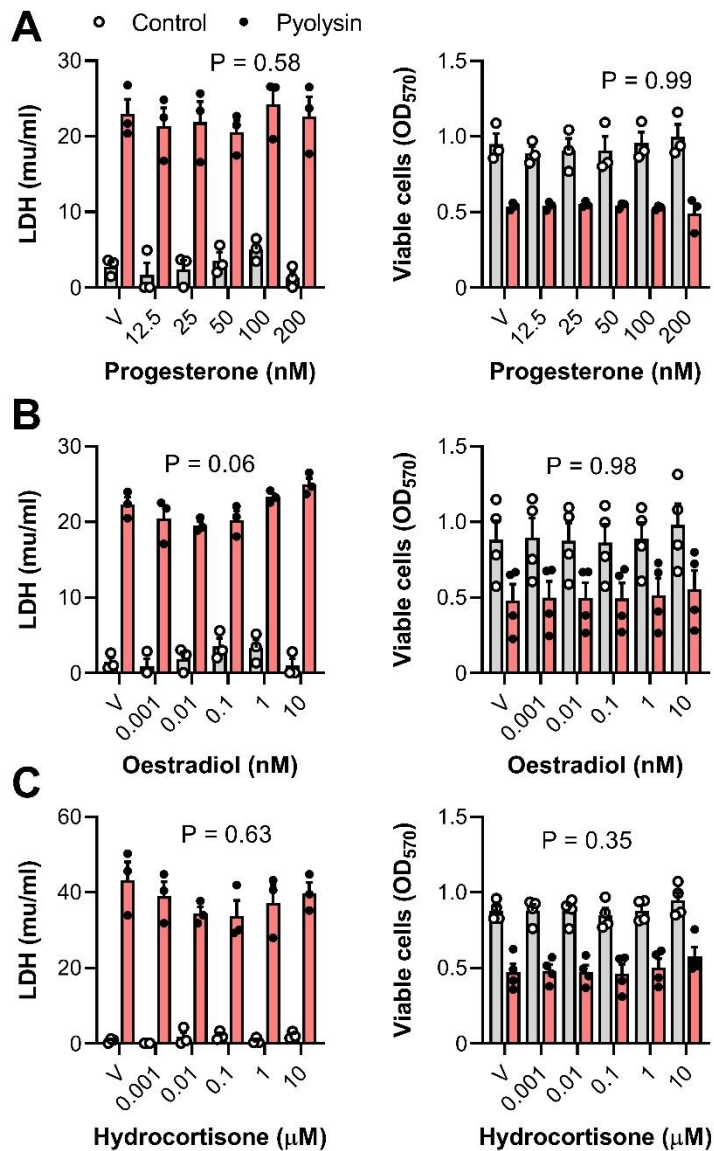 A
Control
Pyolysin
30
20
10
0
LDH (mu/ml)
P = 0.58
V
12.5
25
50
100
200
Progesterone (nM)
1.5
1.0
0.5
0
Viable cells (OD570)
P = 0.99
V
12.5
25
50
100
200
Progesterone (nM)
B
30
20
10
0
LDH (mu/ml)
P = 0.06
V
0.001
0.01
0.1
1
10
Oestradiol (nM)
1.5
1.0
0.5
0
Viable cells (OD570)
P = 0.98
V
0.001
0.01
0.1
1
10
Oestradiol (nM)
C
60
40
20
0
LDH (mu/ml)
P = 0.63
V
0.001
0.01
0.1
1
10
Hydrocortisone (μM)
1.5
1.0
0.5
0
Viable cells (OD570)
P = 0.35
V
0.001
0.01
0.1
1
10
Hydrocortisone (μM)